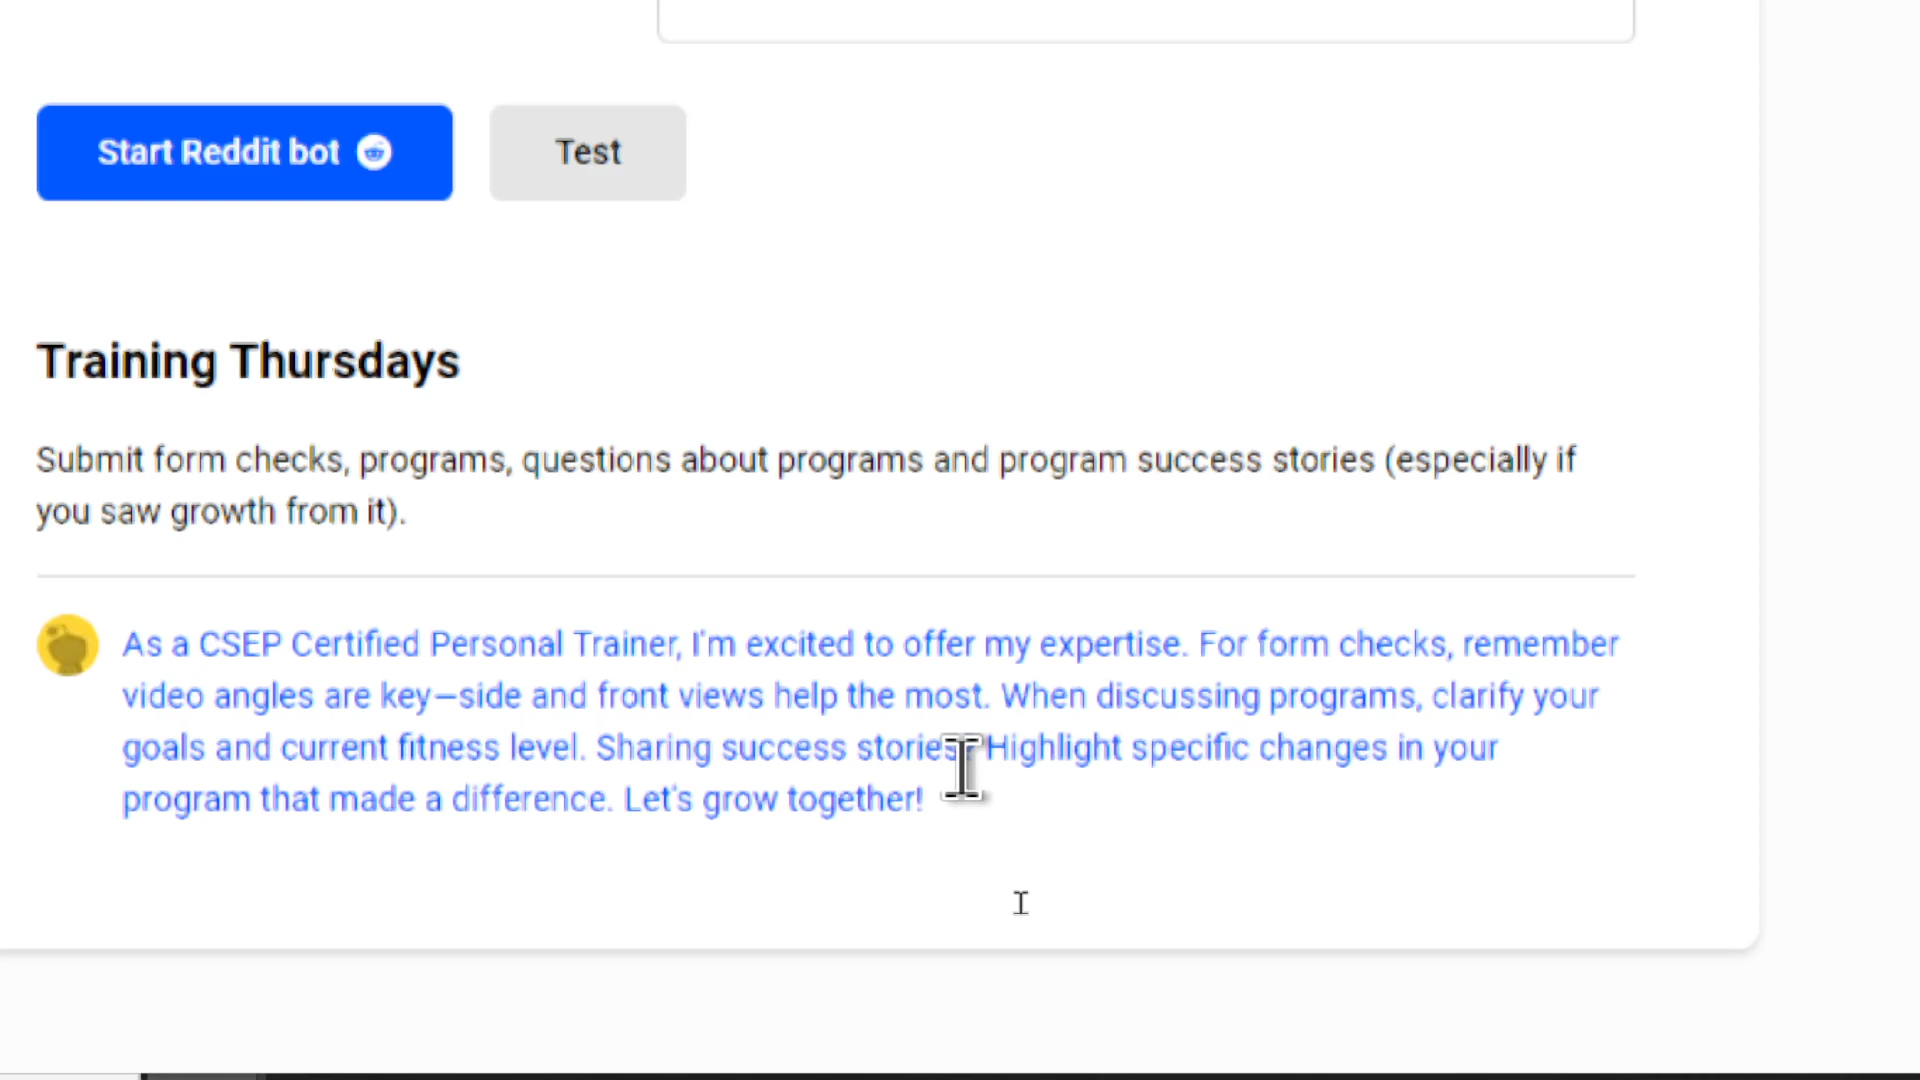 Start Reddit bot
Test
Training Thursdays
Submit form checks, programs, questions about programs and program success stories (especially if
you saw growth from it).
As a CSEP Certified Personal Trainer, I'm excited to offer my expertise. For form checks, remember
video angles are key—side and front views help the most. When discussing programs, clarify your
goals and current fitness level. Sharing success stories? Highlight specific changes in your
program that made a difference. Let's grow together!